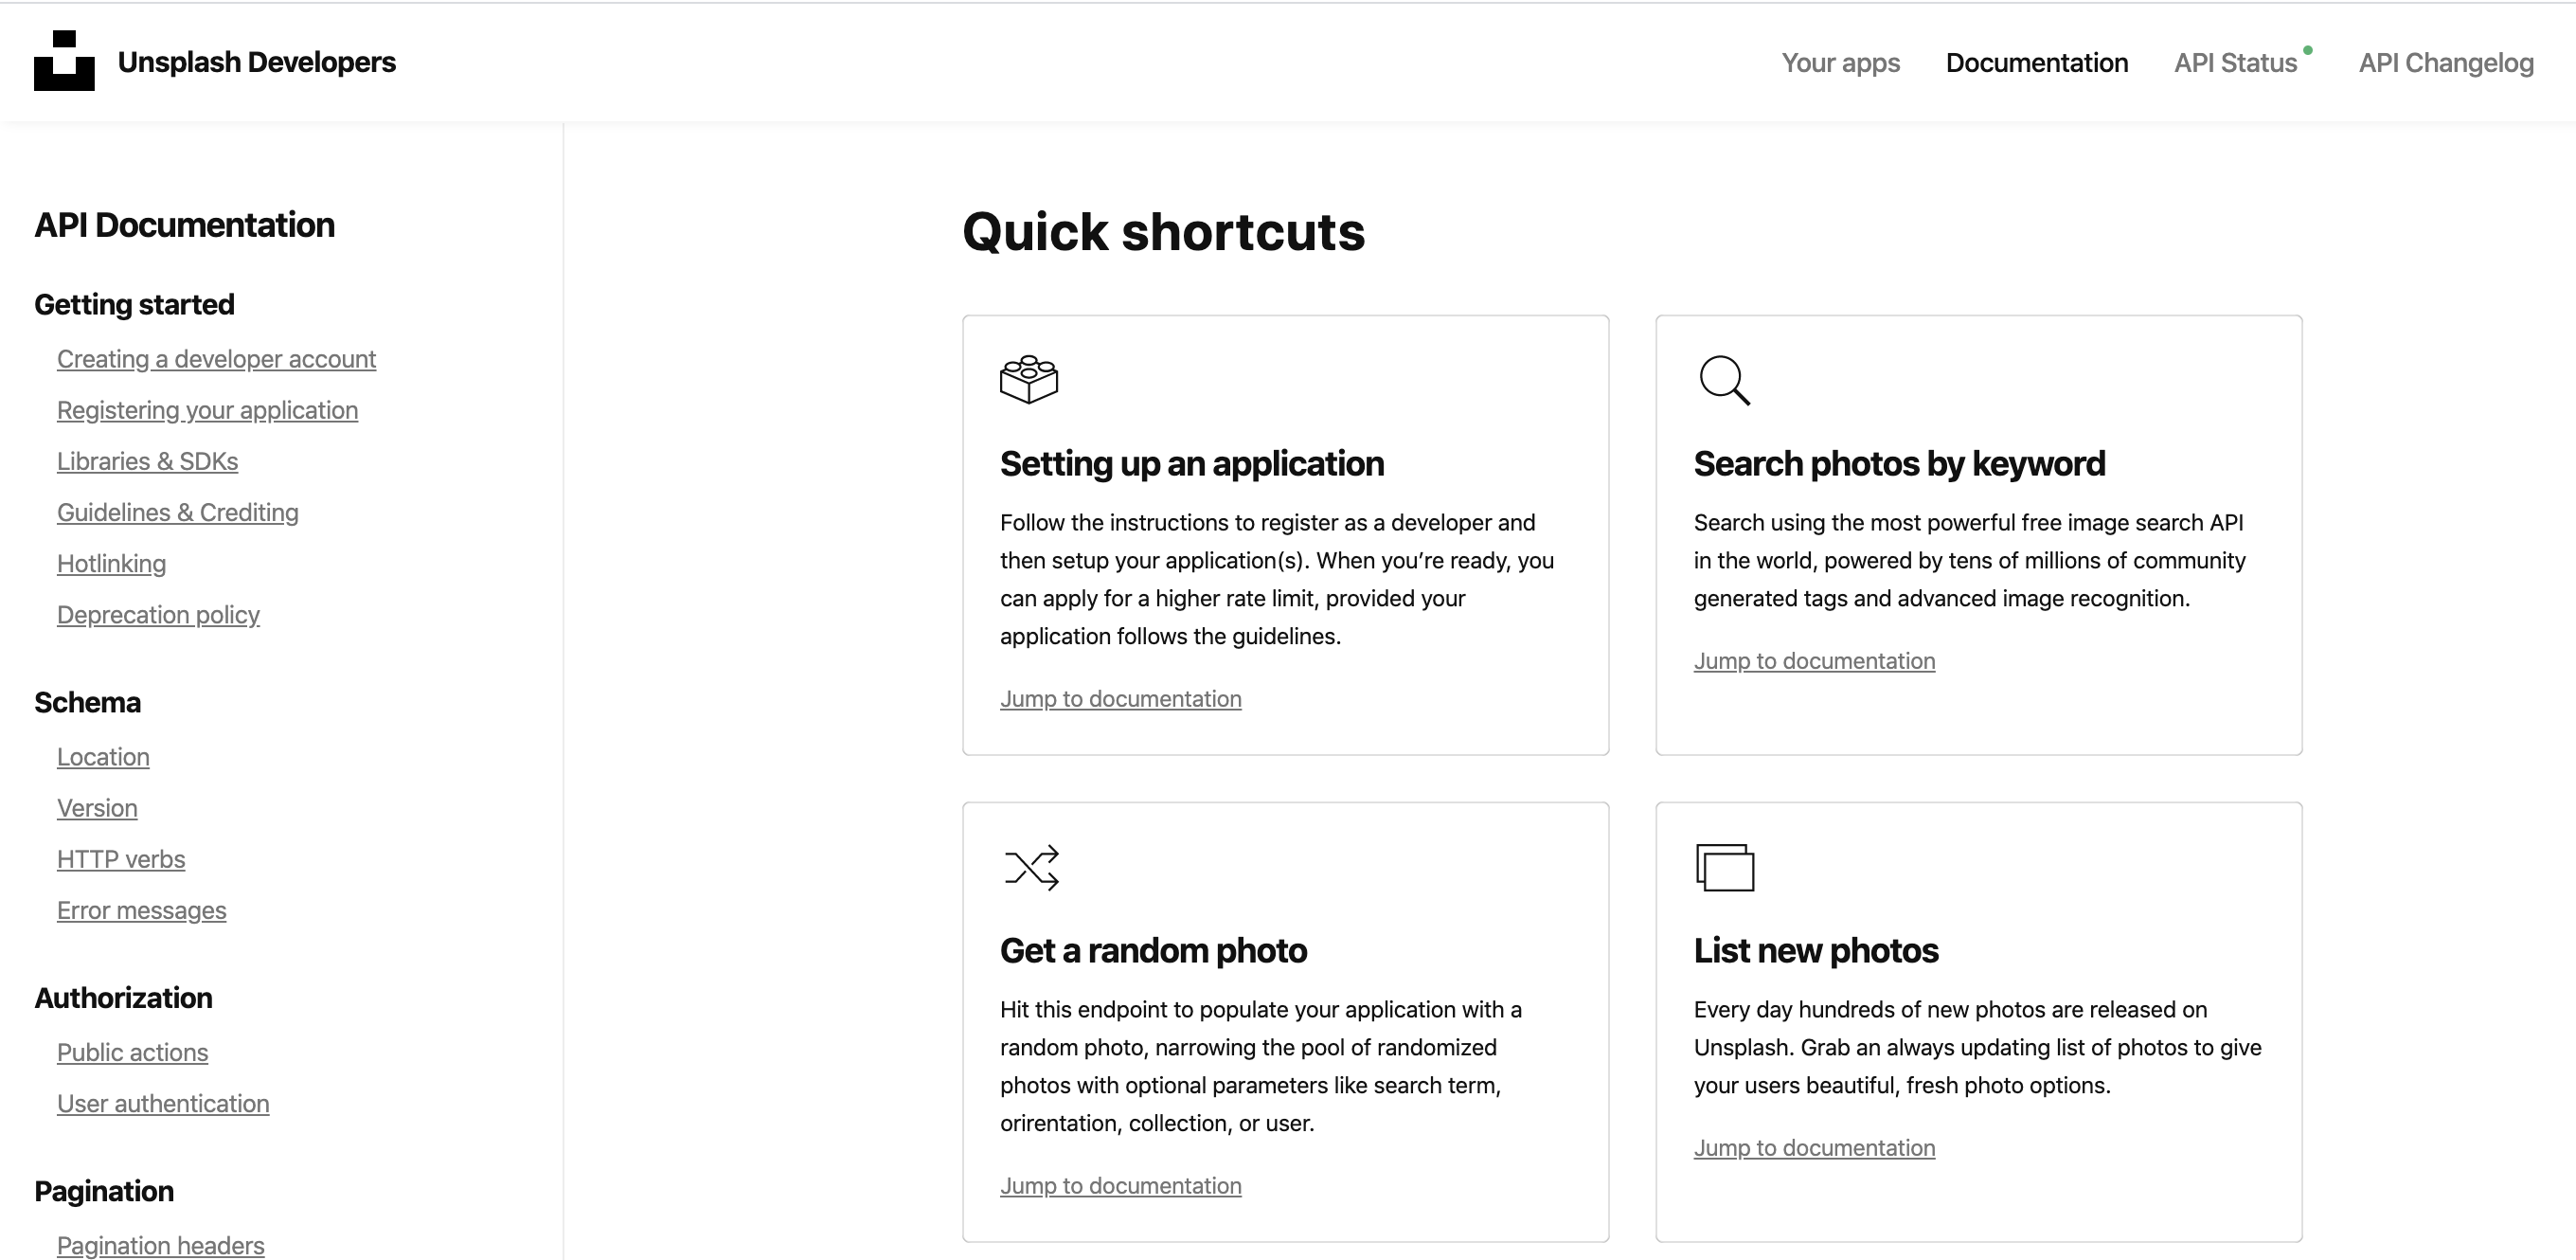 Unsplash Developers
Your apps
Documentation
API Status
API Changelog
API Documentation
Getting started
Creating a developer account
Registering your application
Libraries & SDKs
Guidelines & Crediting
Hotlinking
Deprecation policy
Schema
Location
Version
HTTP verbs
Error messages
Authorization
Public actions
User authentication
Pagination
Pagination headers
Quick shortcuts
Setting up an application
Follow the instructions to register as a developer and
then setup your application(s). When you’re ready, you
can apply for a higher rate limit, provided your
application follows the guidelines.
Jump to documentation
Search photos by keyword
Search using the most powerful free image search API
in the world, powered by tens of millions of community
generated tags and advanced image recognition.
Jump to documentation
Get a random photo
Hit this endpoint to populate your application with a
random photo, narrowing the pool of randomized
photos with optional parameters like search term,
orirentation, collection, or user.
Jump to documentation
List new photos
Every day hundreds of new photos are released on
Unsplash. Grab an always updating list of photos to give
your users beautiful, fresh photo options.
Jump to documentation